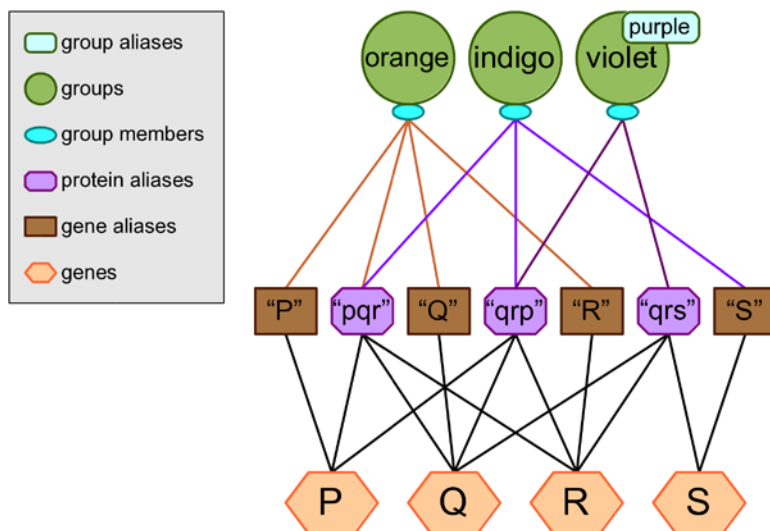 group aliases
groups
group members
protein aliases
gene aliases
genes
purple
orange
indigo
violet
“P”
“pqr”
“Q”
“qrp”
“R”
“qrs”
“S”
P
Q
R
S